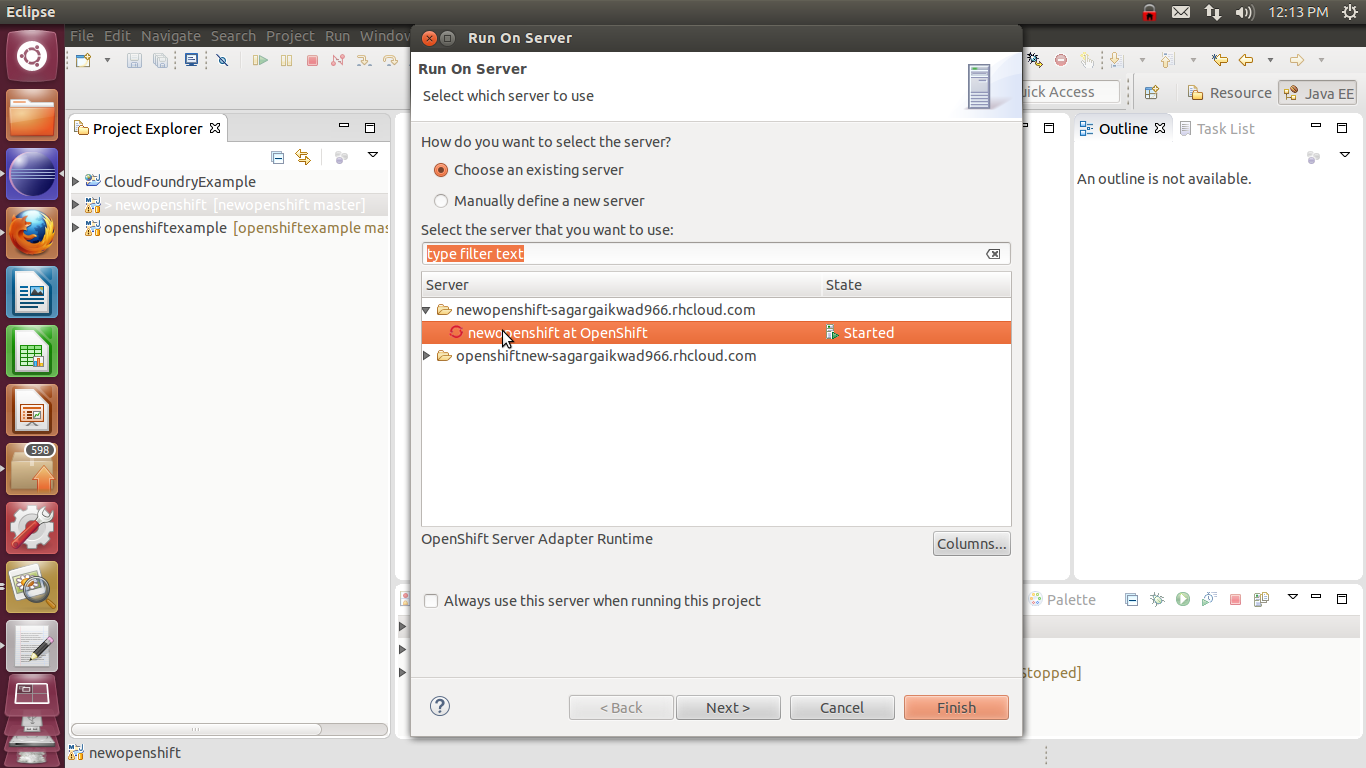 Eclipse
12:13 PM
File Edit Navigate Search Project Run Window
Run On Server
Run On Server
Select which server to use
uick Access
Resource
Java EE
Project Explorer
Outline
Task List
How do you want to select the server?
Choose an existing server
Manually define a new server
CloudFoundryExample
> newopenshift [newopenshift master]
openshiftexample [openshiftexample mas
An outline is not available.
Select the server that you want to use:
type filter text
Server State
newopenshift-sagargaikwad966.rhcloud.com
newopenshift at OpenShift Started
openshiftnew-sagargaikwad966.rhcloud.com
598
OpenShift Server Adapter Runtime
Columns...
Always use this server when running this project
Palette
Stopped]
< Back
Next >
Cancel
Finish
newopenshift